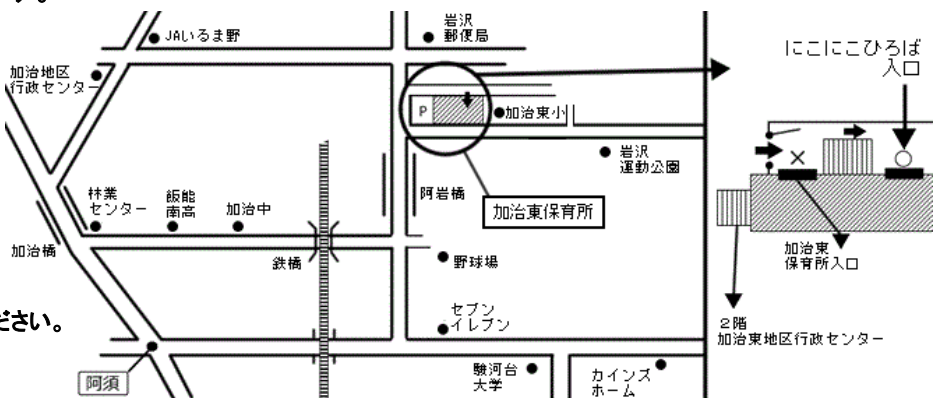 す。
JAいるま野
岩沢
郵便局
加治地区
行政センター
P
加治東小
岩沢
運動公園
阿岩橋
加治東保育所
林業
センター
飯能
南高
加治中
加治橋
鉄橋
野球場
セブン
イレブン
ださい。
阿須
駿河台
大学
カインズ
ホーム
にこにこひろば
入口
×
○
加治東
保育所入口
２階
加治東地区行政センター